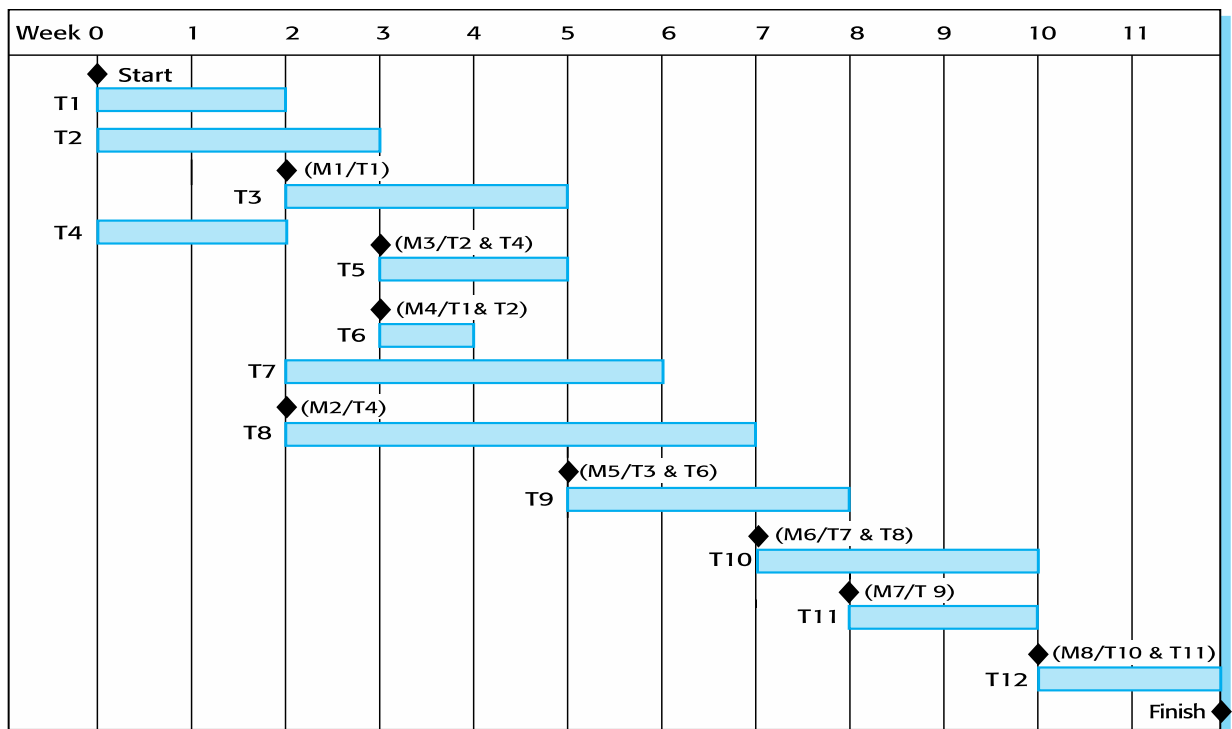 Week 0 1 2 3 4 5 6 7 8 9 10 11
Start
T1
T2
(M1/T1)
T3
T4
(M3/T2 & T4)
T5
(M4/T1& T2)
T6
T7
(M2/T4)
T8
(M5/T3 & T6)
T9
(M6/T7 & T8)
T10
(M7/T 9)
T11
(M8/T10 & T11)
T12
Finish